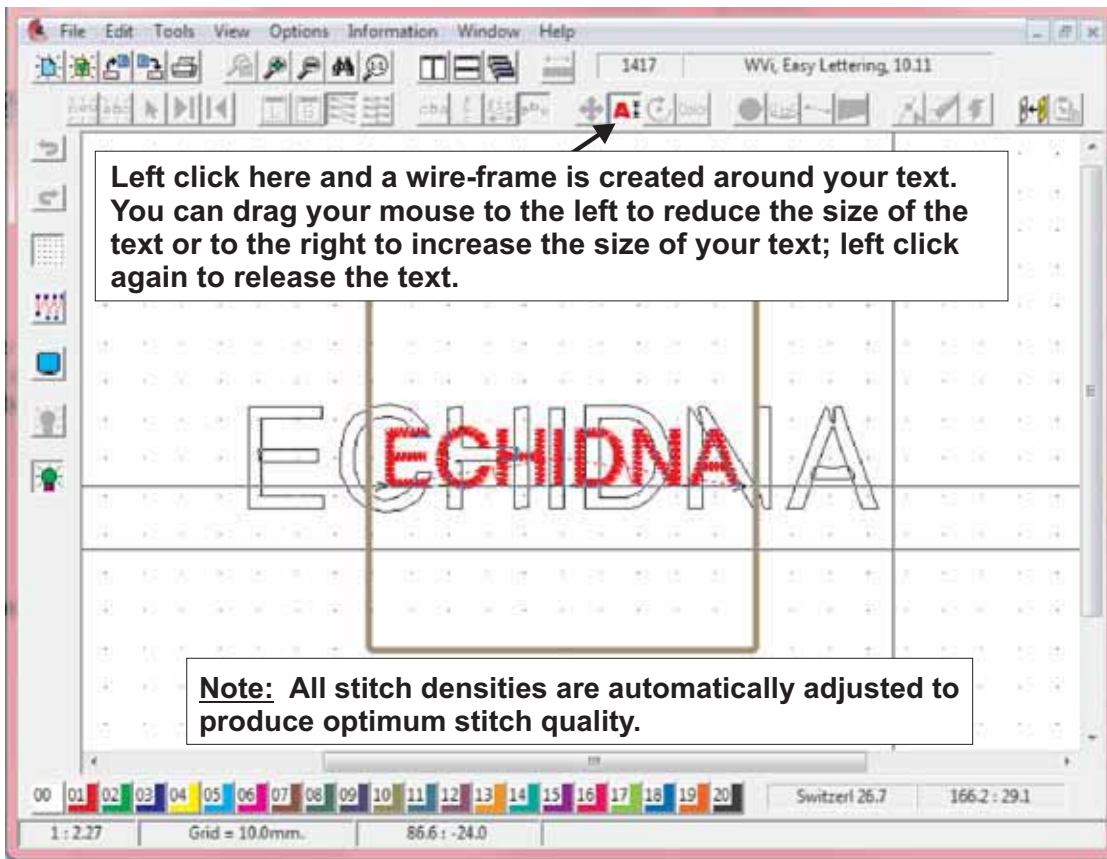 File Edit Tools View Options Information Window Help
1417 WVi, Easy Lettering, 10.11
Left click here and a wire-frame is created around your text.
You can drag your mouse to the left to reduce the size of the
text or to the right to increase the size of your text; left click
again to release the text.
ECHIDNA
ECHIDNA
Note: All stitch densities are automatically adjusted to
produce optimum stitch quality.
00 01 02 03 04 05 06 07 08 09 10 11 12 13 14 15 16 17 18 19 20 Switzerl 26.7 166.2 : 29.1
1 : 2.27 Grid = 10.0mm. 86.6 : -24.0